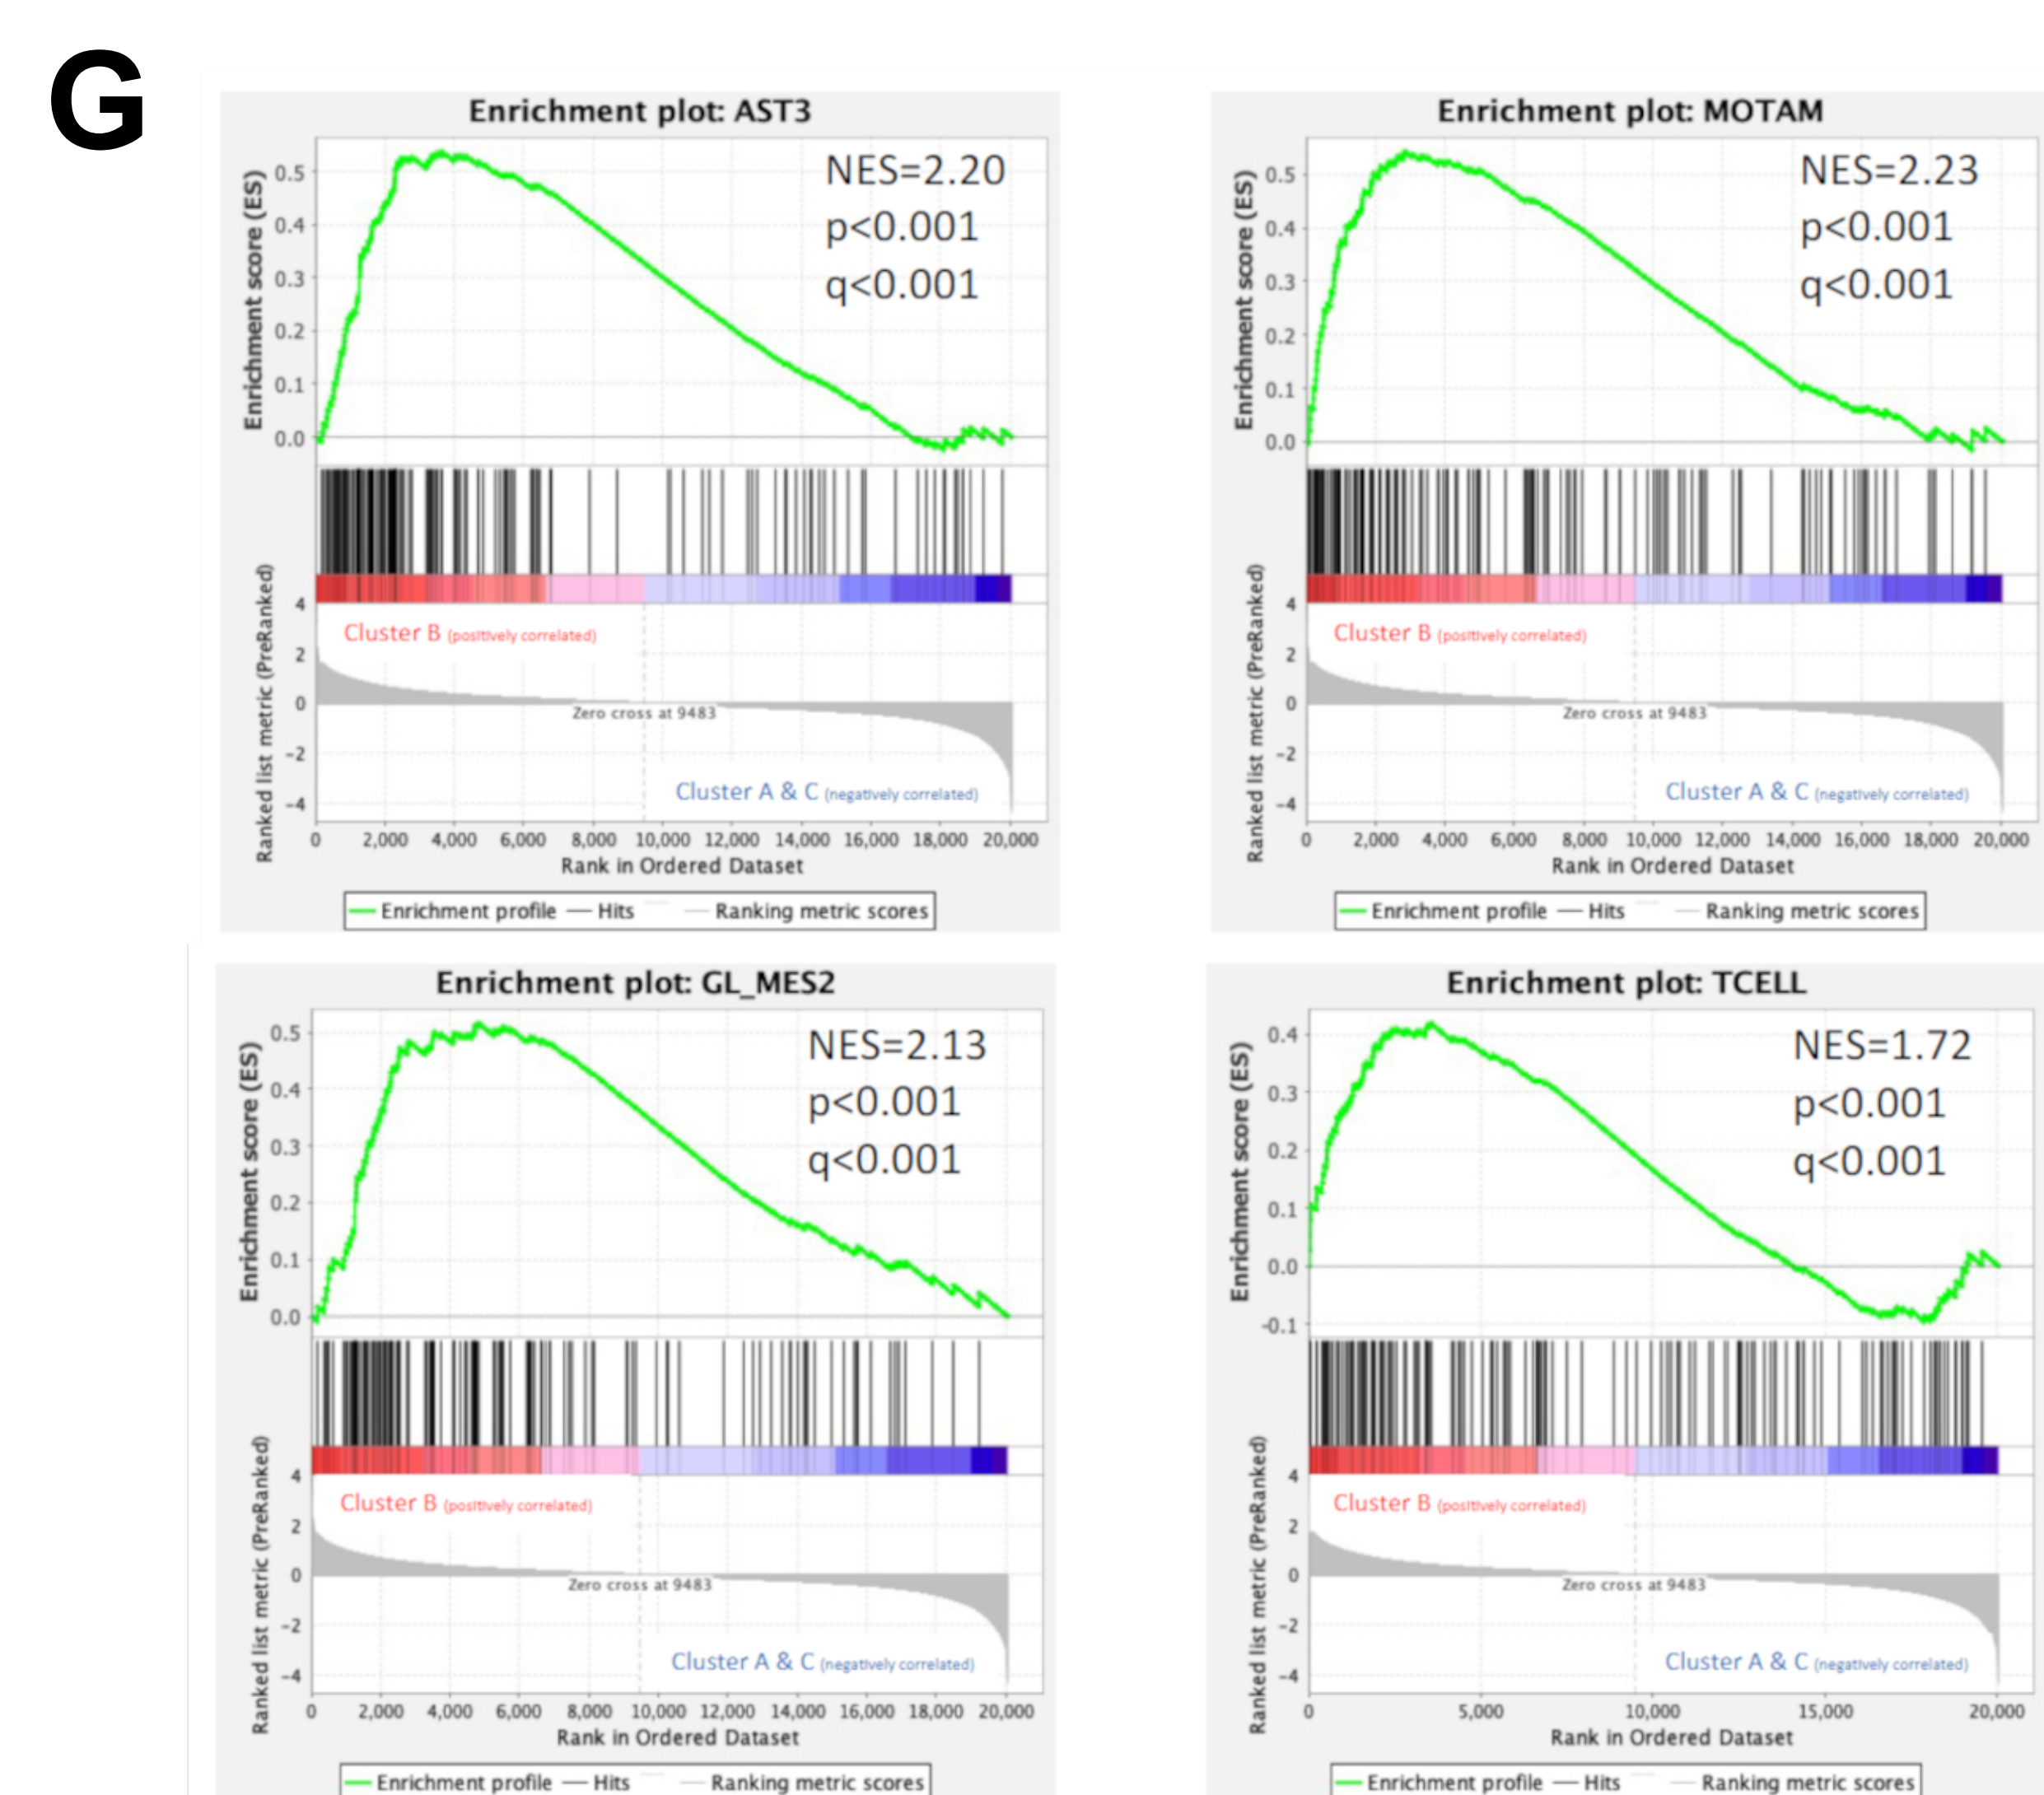 G
Enrichment plot: AST3
NES=2.20
p<0.001
q<0.001
Enrichment score (ES)
0.5
0.4
0.3
0.2
0.1
0.0
Ranked list metric (PreRanked)
4
2
0
-2
-4
Cluster B (positively correlated)
Zero cross at 9483
Cluster A & C (negatively correlated)
0 2,000 4,000 6,000 8,000 10,000 12,000 14,000 16,000 18,000 20,000
Rank in Ordered Dataset
Enrichment profile Hits Ranking metric scores
Enrichment plot: MOTAM
NES=2.23
p<0.001
q<0.001
Enrichment score (ES)
0.5
0.4
0.3
0.2
0.1
0.0
Ranked list metric (PreRanked)
4
2
0
-2
-4
Cluster B (positively correlated)
Zero cross at 9483
Cluster A & C (negatively correlated)
0 2,000 4,000 6,000 8,000 10,000 12,000 14,000 16,000 18,000 20,000
Rank in Ordered Dataset
Enrichment profile Hits Ranking metric scores
Enrichment plot: GL_MES2
NES=2.13
p<0.001
q<0.001
Enrichment score (ES)
0.5
0.4
0.3
0.2
0.1
0.0
Ranked list metric (PreRanked)
4
2
0
-2
-4
Cluster B (positively correlated)
Zero cross at 9483
Cluster A & C (negatively correlated)
0 2,000 4,000 6,000 8,000 10,000 12,000 14,000 16,000 18,000 20,000
Rank in Ordered Dataset
Enrichment profile Hits Ranking metric scores
Enrichment plot: TCELL
NES=1.72
p<0.001
q<0.001
Enrichment score (ES)
0.4
0.3
0.2
0.1
0.0
-0.1
Ranked list metric (PreRanked)
4
2
0
-2
-4
Cluster B (positively correlated)
Zero cross at 9483
Cluster A & C (negatively correlated)
0 5,000 10,000 15,000 20,000
Rank in Ordered Dataset
Enrichment profile Hits Ranking metric scores